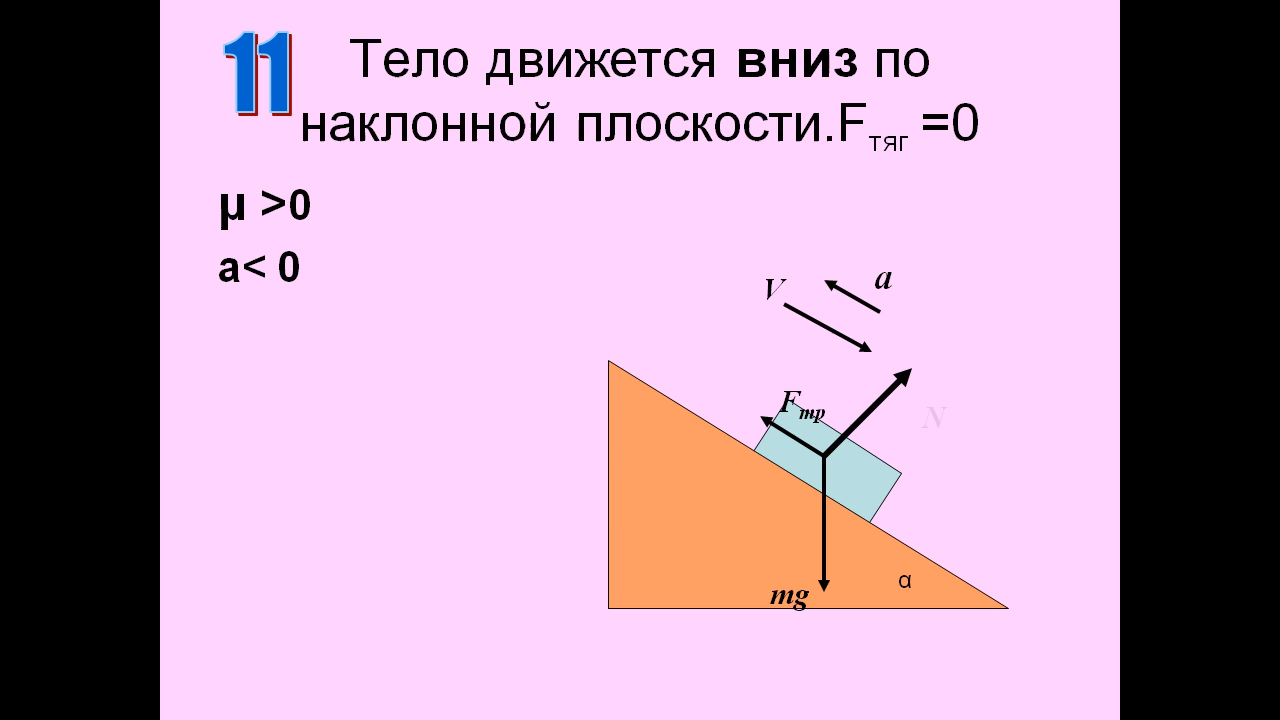 11
Тело движется вниз по
наклонной плоскости.Fтяг =0
μ >0
a< 0
V
a
Fтр
N
α
mg